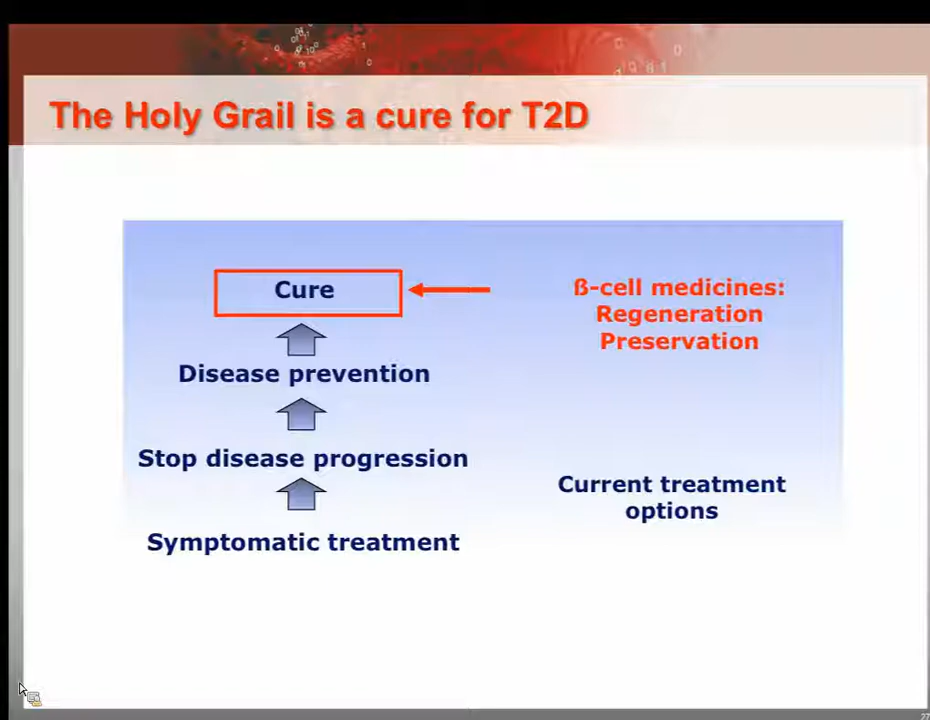 The Holy Grail is a cure for T2D
Cure
ß-cell medicines:
Regeneration
Preservation
Disease prevention
Stop disease progression
Current treatment
options
Symptomatic treatment
27